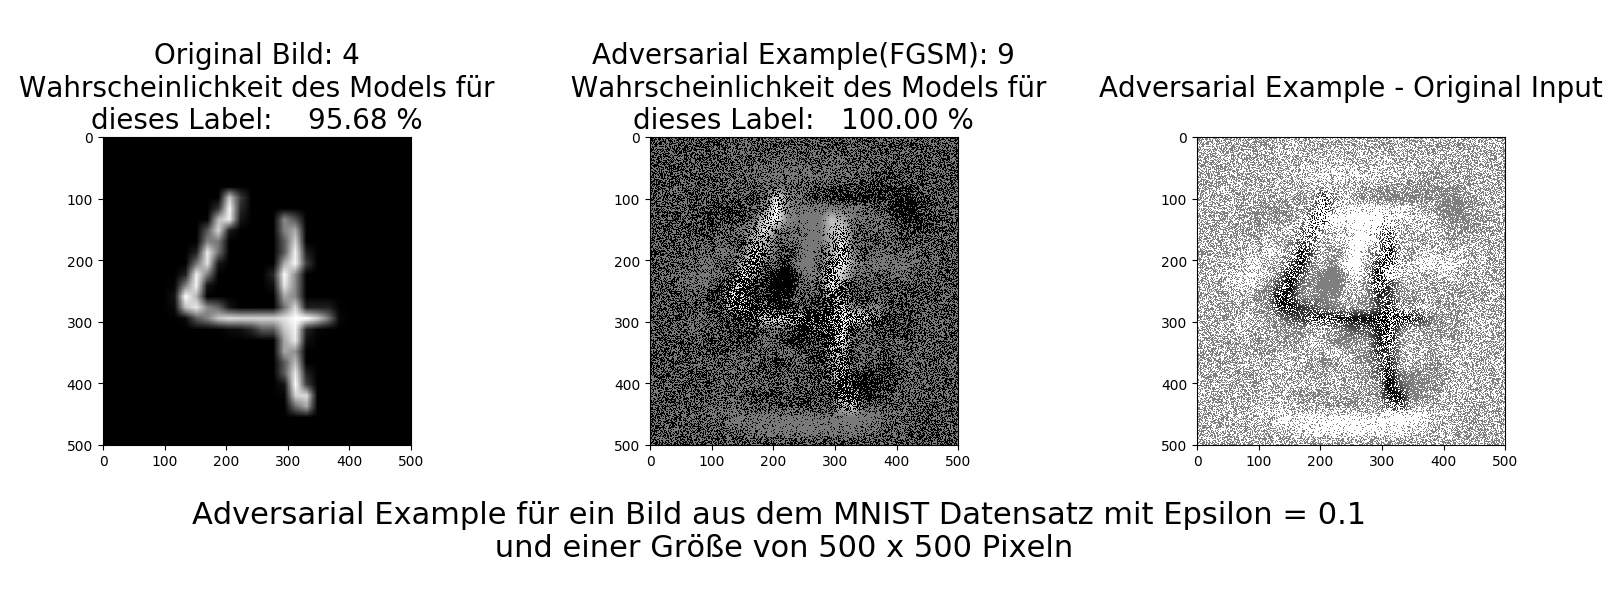 Original Bild: 4
Wahrscheinlichkeit des Models für
dieses Label: 95.68 %
0
100
200
300
400
500
0 100 200 300 400 500
Adversarial Example(FGSM): 9
Wahrscheinlichkeit des Models für
dieses Label: 100.00 %
0
100
200
300
400
500
0 100 200 300 400 500
Adversarial Example - Original Input
0
100
200
300
400
500
0 100 200 300 400 500
4
Adversarial Example für ein Bild aus dem MNIST Datensatz mit Epsilon = 0.1
und einer Größe von 500 x 500 Pixeln